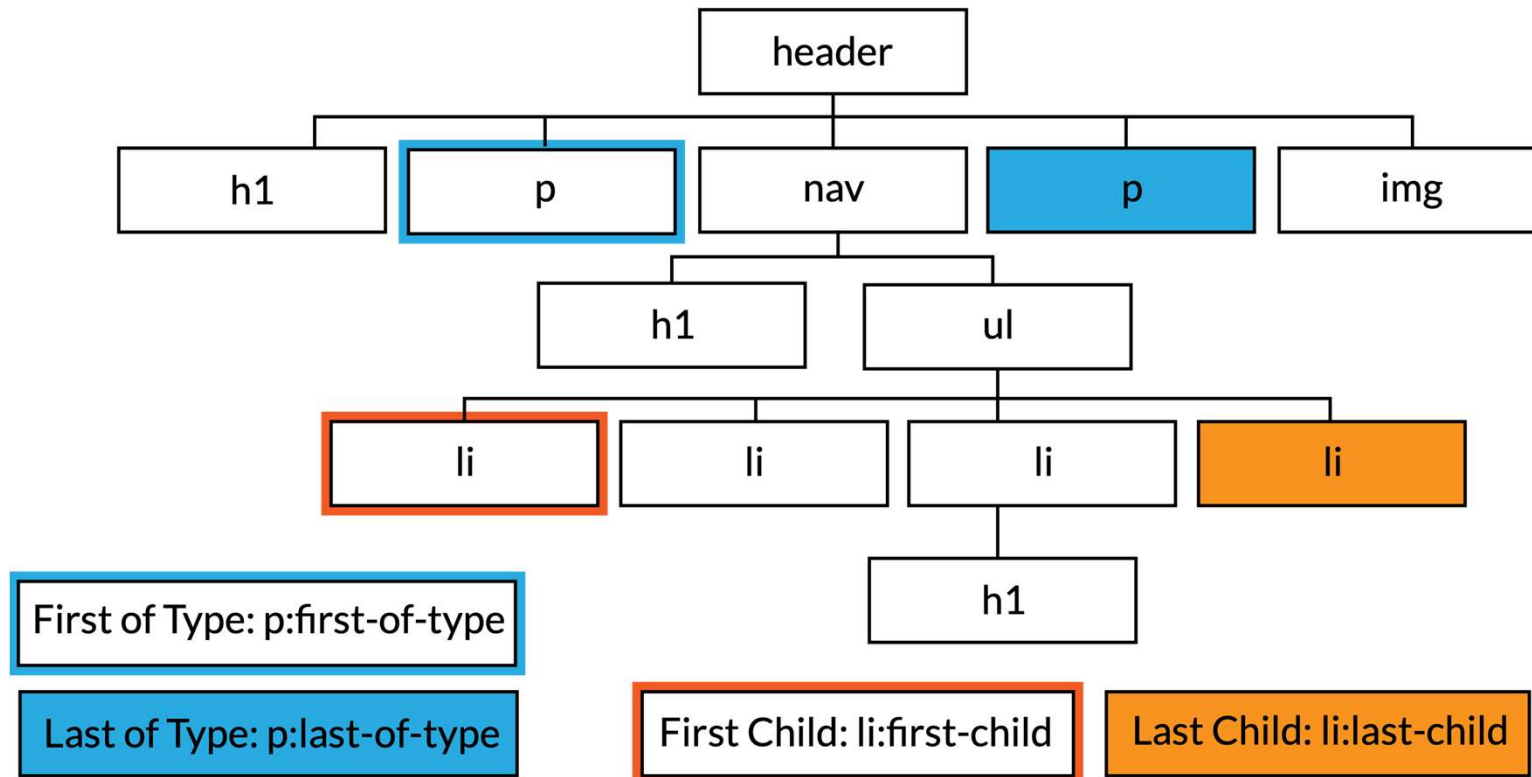 header
h1
p
nav
p
img
h1
ul
li
li
li
li
h1
First of Type: p:first-of-type
Last of Type: p:last-of-type
First Child: li:first-child
Last Child: li:last-child